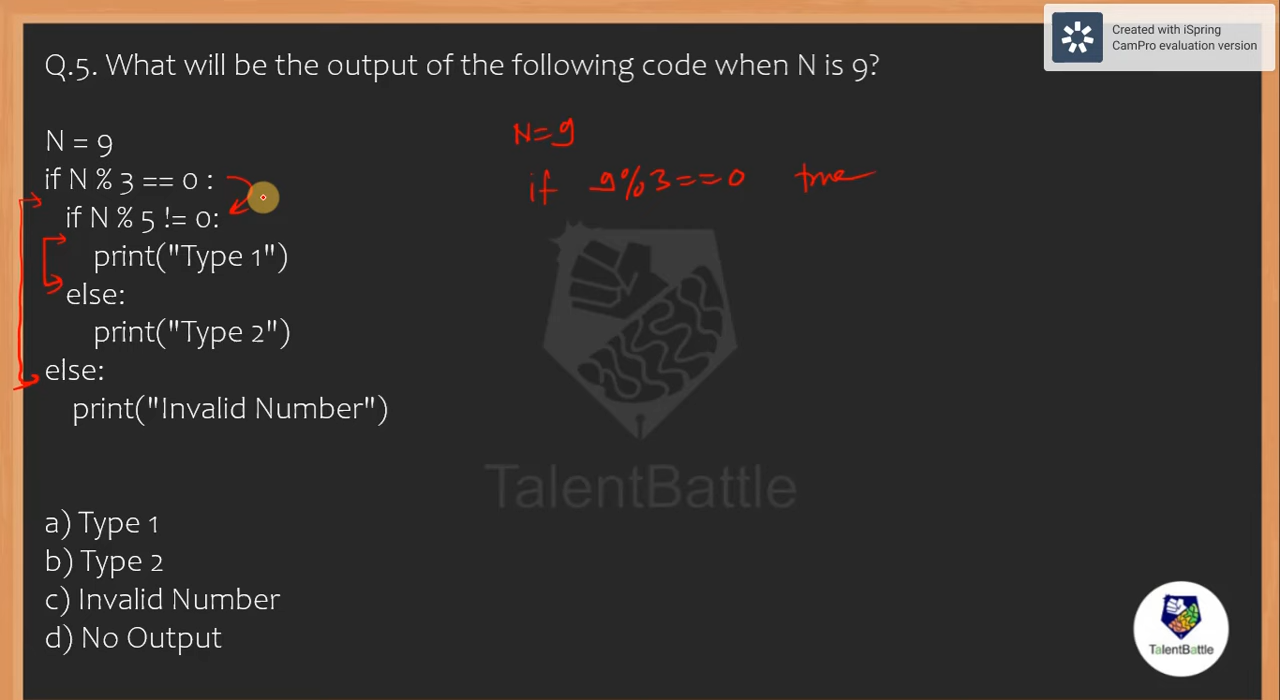 Created with iSpring
CamPro evaluation version
Q.5. What will be the output of the following code when N is 9?
N = 9
N=9
if N % 3 == 0 :
if 9%3==0 true
if N % 5 != 0:
print("Type 1")
else:
print("Type 2")
else:
print("Invalid Number")
TalentBattle
a) Type 1
b) Type 2
c) Invalid Number
d) No Output
TalentBattle